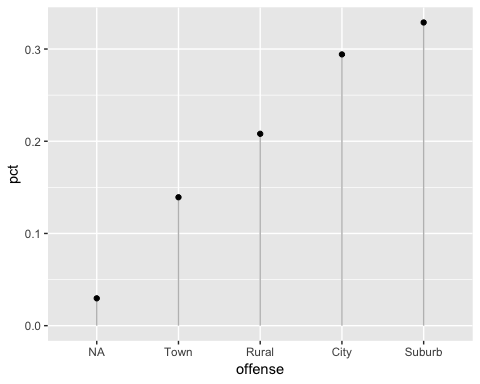 pct
0.3
0.2
0.1
0.0
NA Town Rural City Suburb
offense